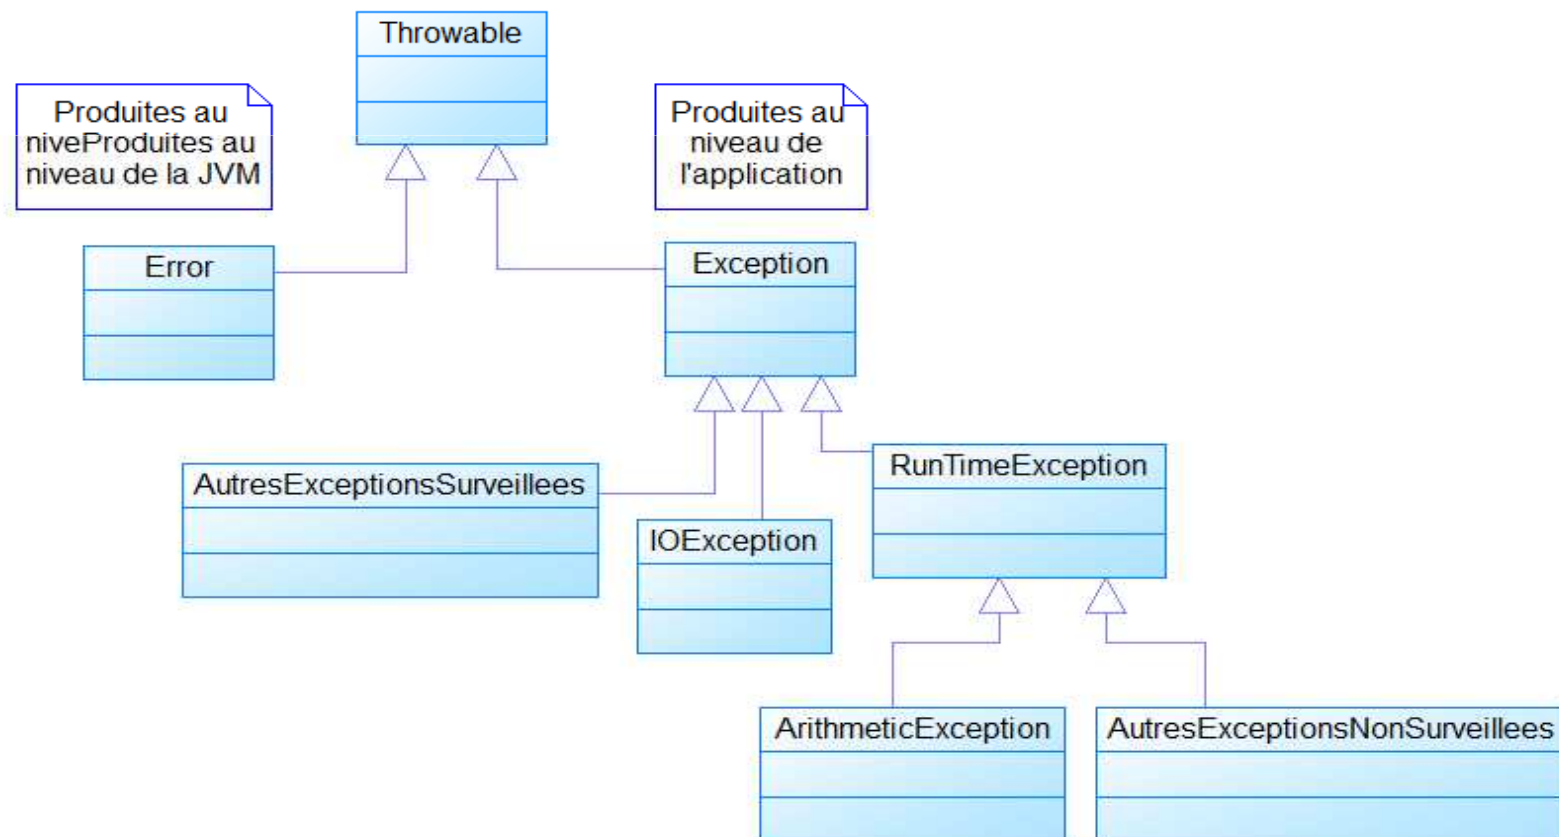 Throwable
Produites au
niveProduites au
niveau de la JVM
Produites au
niveau de
l'application
Error
Exception
AutresExceptionsSurveillees
IOException
RunTimeException
ArithmeticException
AutresExceptionsNonSurveillees